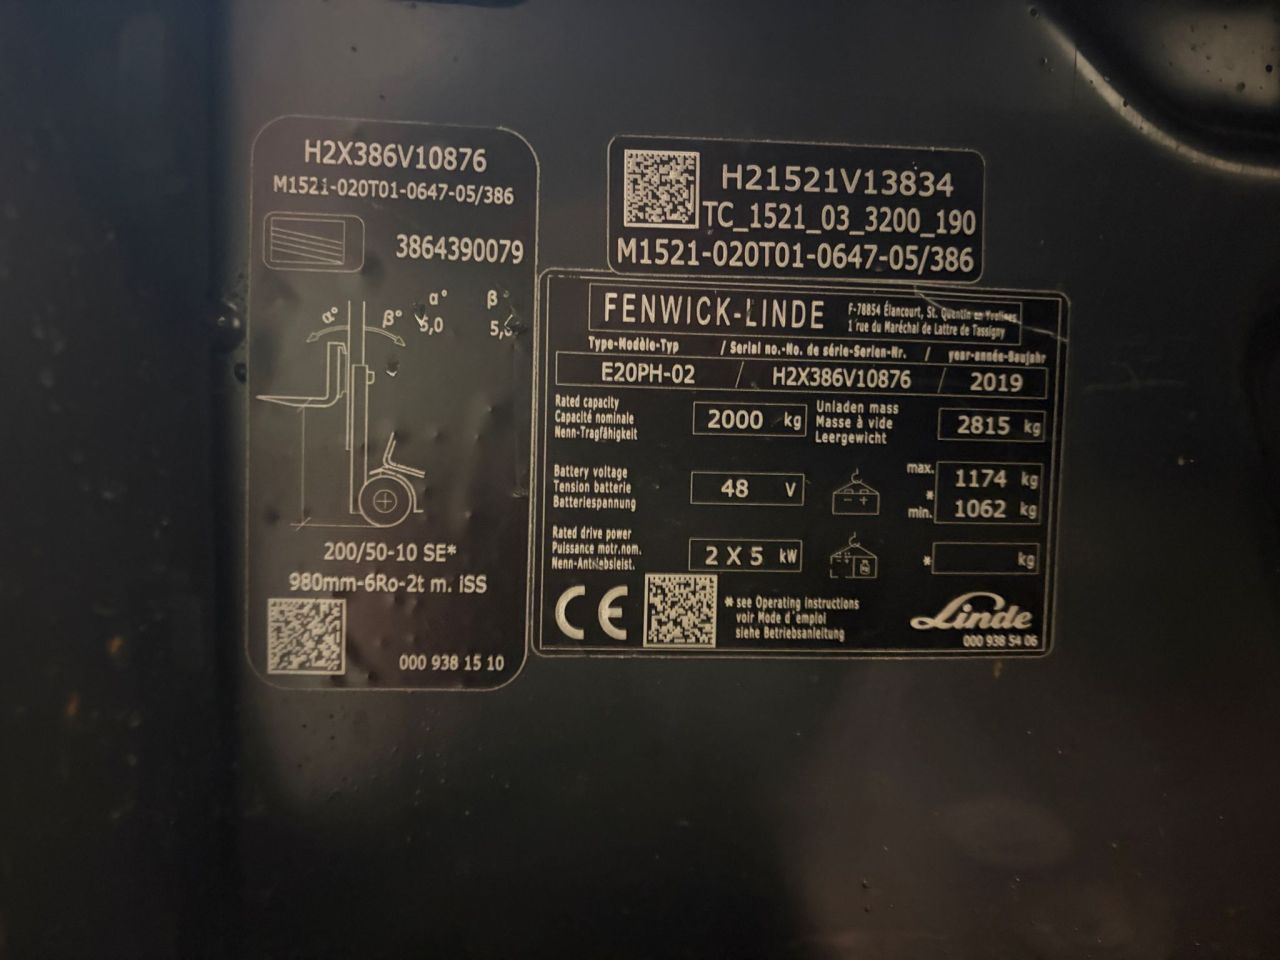 H2X386V10876
M1521-020T01-0647-05/386
3864390079
α° β°
5,0 5,0
α° β°
200/50-10 SE*
980mm-6Ro-2t m. iSS
000 938 15 10
H21521V13834
TC_1521_03_3200_190
M1521-020T01-0647-05/386
FENWICK-LINDE
F-78854 Élancourt, St. Quentin en Yvelines,
1 rue du Maréchal de Lattre de Tassigny
Type-Modèle-Typ / Serial no.-No. de série-Serien-Nr. / year-année-Baujahr
E20PH-02 / H2X386V10876 / 2019
Rated capacity
Capacité nominale
Nenn-Tragfähigkeit
2000 kg
Unladen mass
Masse à vide
Leergewicht
2815 kg
Battery voltage
Tension batterie
Batteriespannung
48 V
max. 1174 kg
*
min. 1062 kg
Rated drive power
Puissance motr.nom.
Nenn-Antriebsleist.
2 X 5 kW
* kg
CE
* see Operating instructions
voir Mode d'emploi
siehe Betriebsanleitung
Linde
000 938 54 06